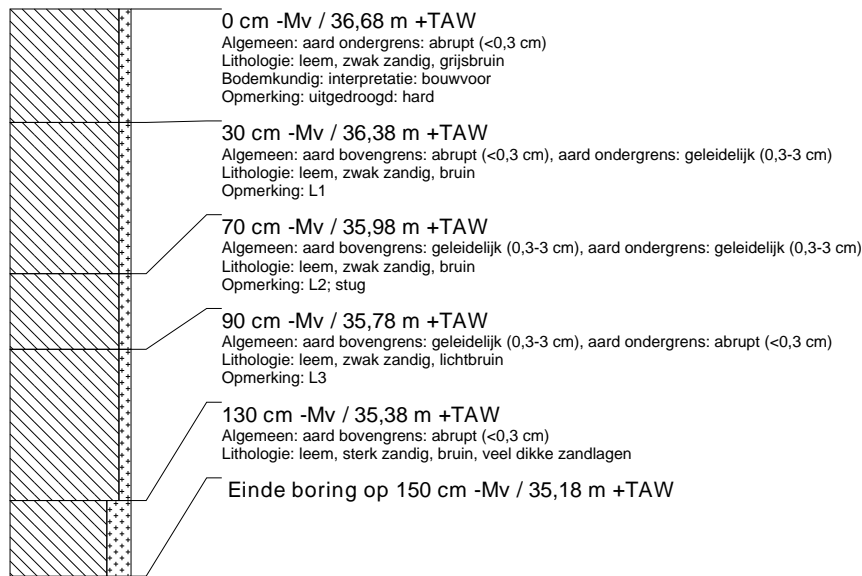 0 cm -Mv / 36,68 m +TAW
Algemeen: aard ondergrens: abrupt (<0,3 cm)
Lithologie: leem, zwak zandig, grijsbruin
Bodemkundig: interpretatie: bouwvoor
Opmerking: uitgedroogd: hard
30 cm -Mv / 36,38 m +TAW
Algemeen: aard bovengrens: abrupt (<0,3 cm), aard ondergrens: geleidelijk (0,3-3 cm)
Lithologie: leem, zwak zandig, bruin
Opmerking: L1
70 cm -Mv / 35,98 m +TAW
Algemeen: aard bovengrens: geleidelijk (0,3-3 cm), aard ondergrens: geleidelijk (0,3-3 cm)
Lithologie: leem, zwak zandig, bruin
Opmerking: L2; stug
90 cm -Mv / 35,78 m +TAW
Algemeen: aard bovengrens: geleidelijk (0,3-3 cm), aard ondergrens: abrupt (<0,3 cm)
Lithologie: leem, zwak zandig, lichtbruin
Opmerking: L3
130 cm -Mv / 35,38 m +TAW
Algemeen: aard bovengrens: abrupt (<0,3 cm)
Lithologie: leem, sterk zandig, bruin, veel dikke zandlagen
Einde boring op 150 cm -Mv / 35,18 m +TAW